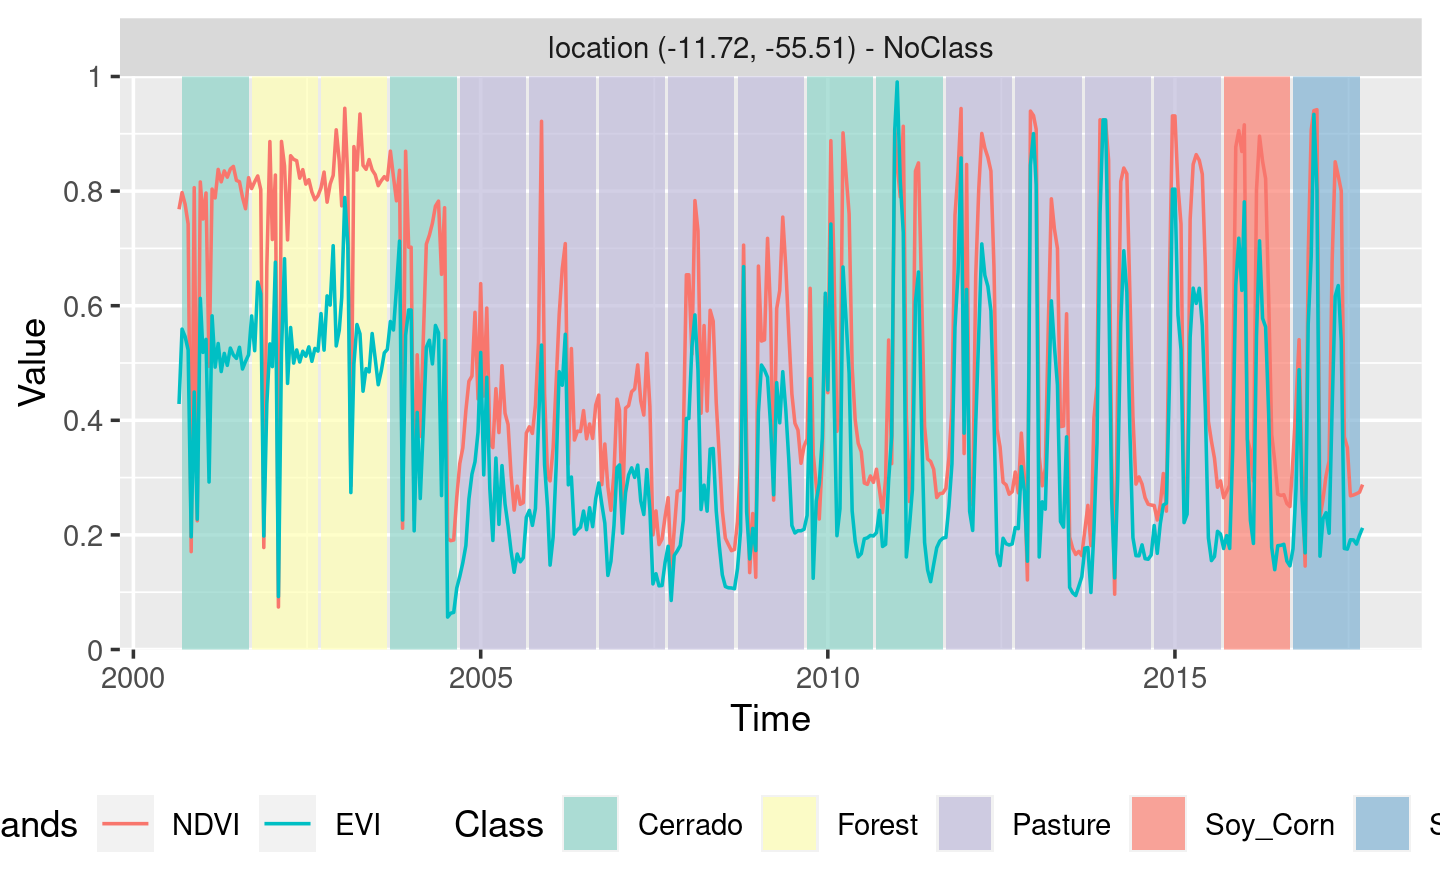 location (-11.72, -55.51) - NoClass
1
0.8
0.6
0.4
0.2
0
Value
2000 2005 2010 2015
Time
ands NDVI EVI Class Cerrado Forest Pasture Soy_Corn S